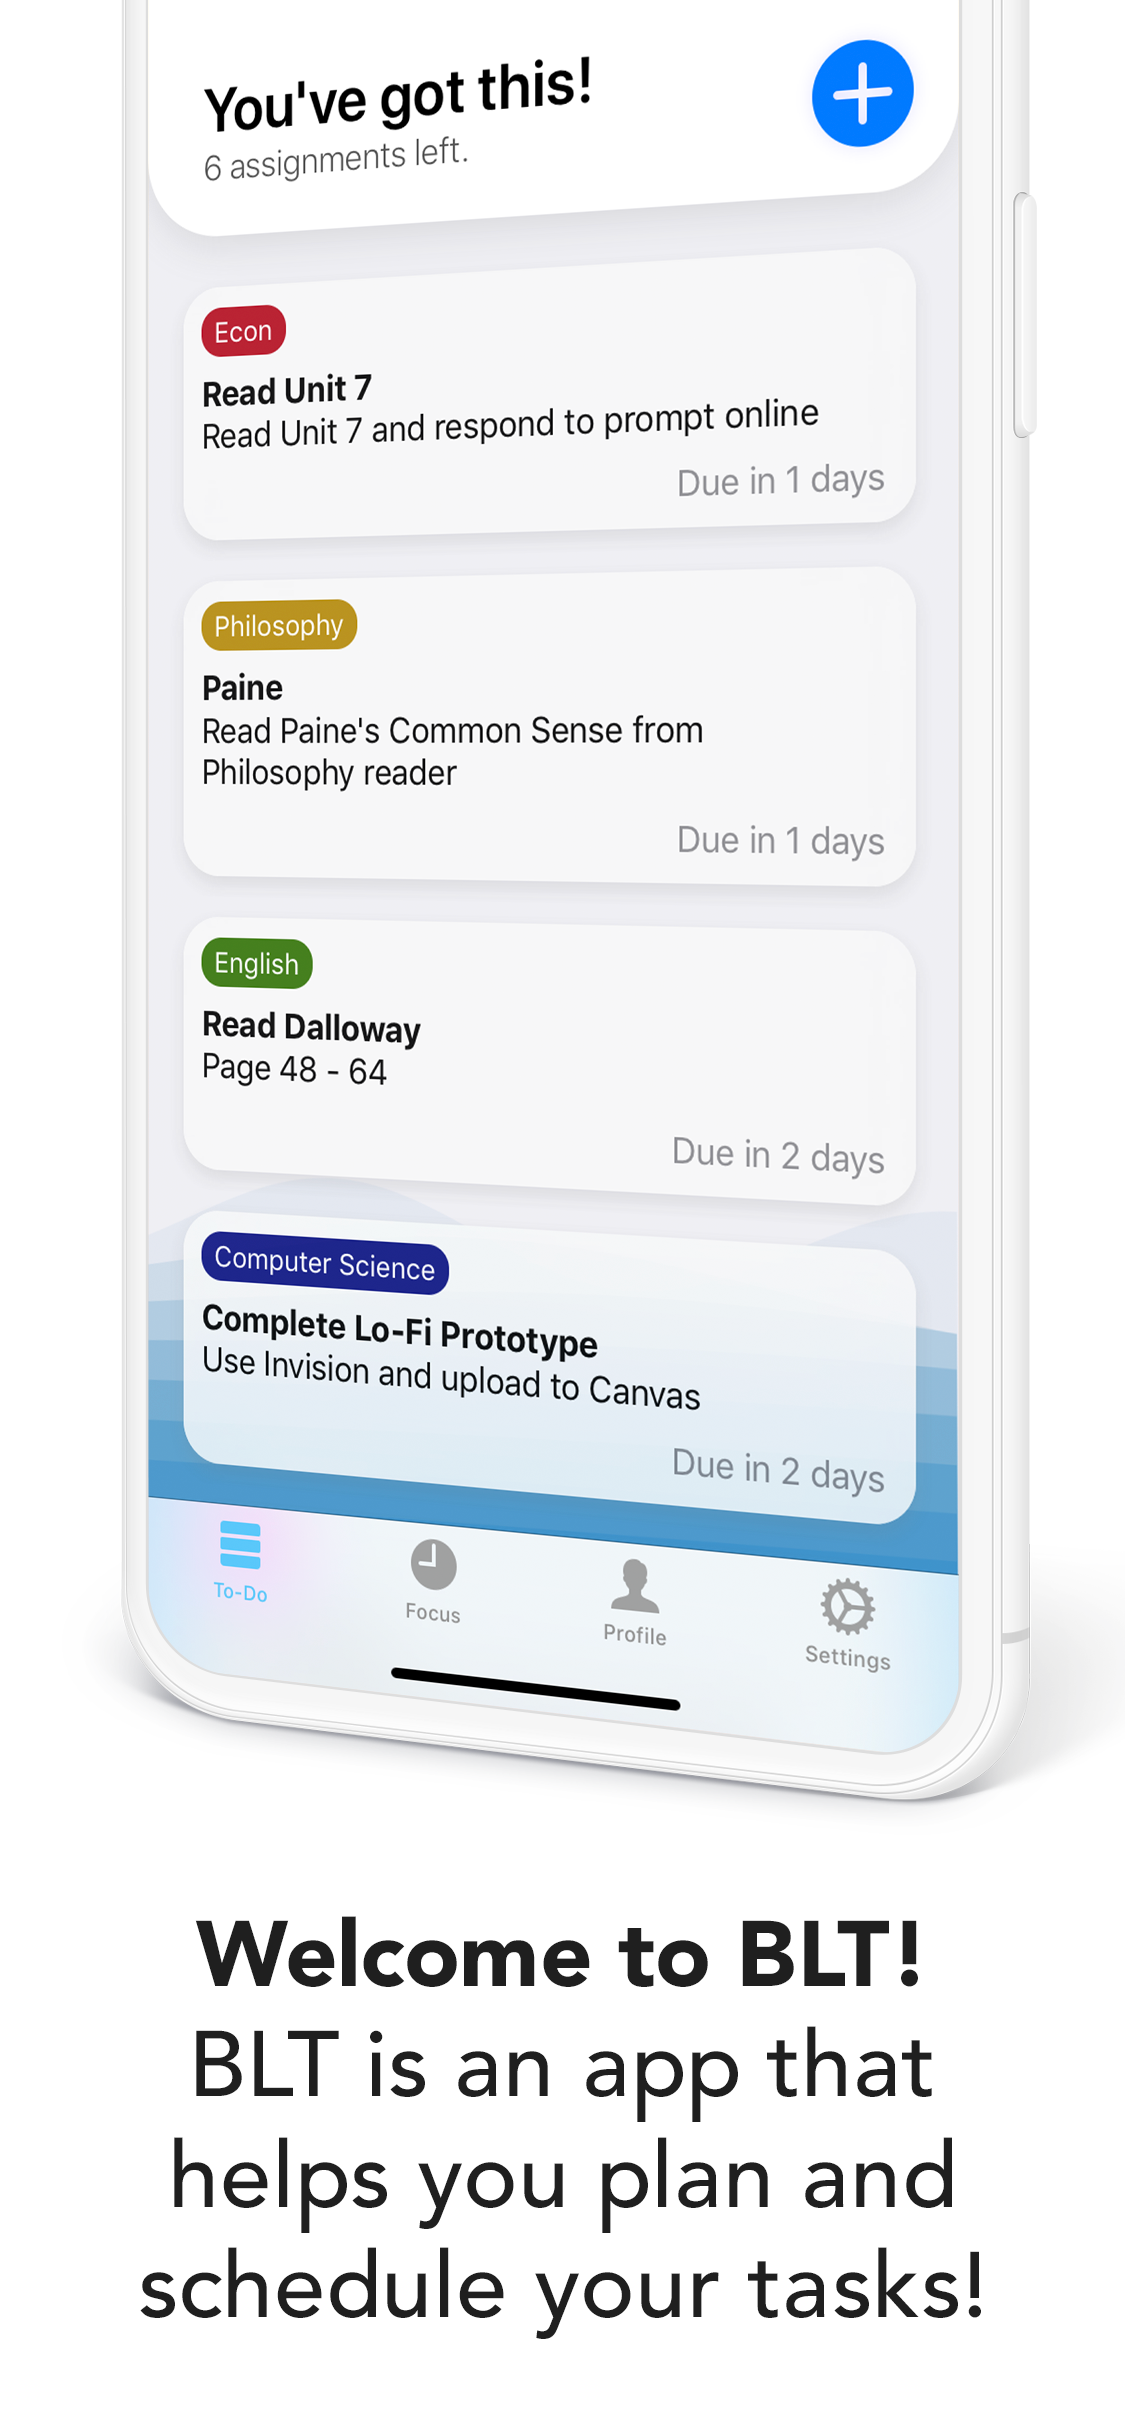 You've got this!
6 assignments left.
Econ
Read Unit 7
Read Unit 7 and respond to prompt online
Due in 1 days
Philosophy
Paine
Read Paine's Common Sense from
Philosophy reader
Due in 1 days
English
Read Dalloway
Page 48 - 64
Due in 2 days
Computer Science
Complete Lo-Fi Prototype
Use Invision and upload to Canvas
Due in 2 days
To-Do
Focus
Profile
Settings
Welcome to BLT!
BLT is an app that
helps you plan and
schedule your tasks!